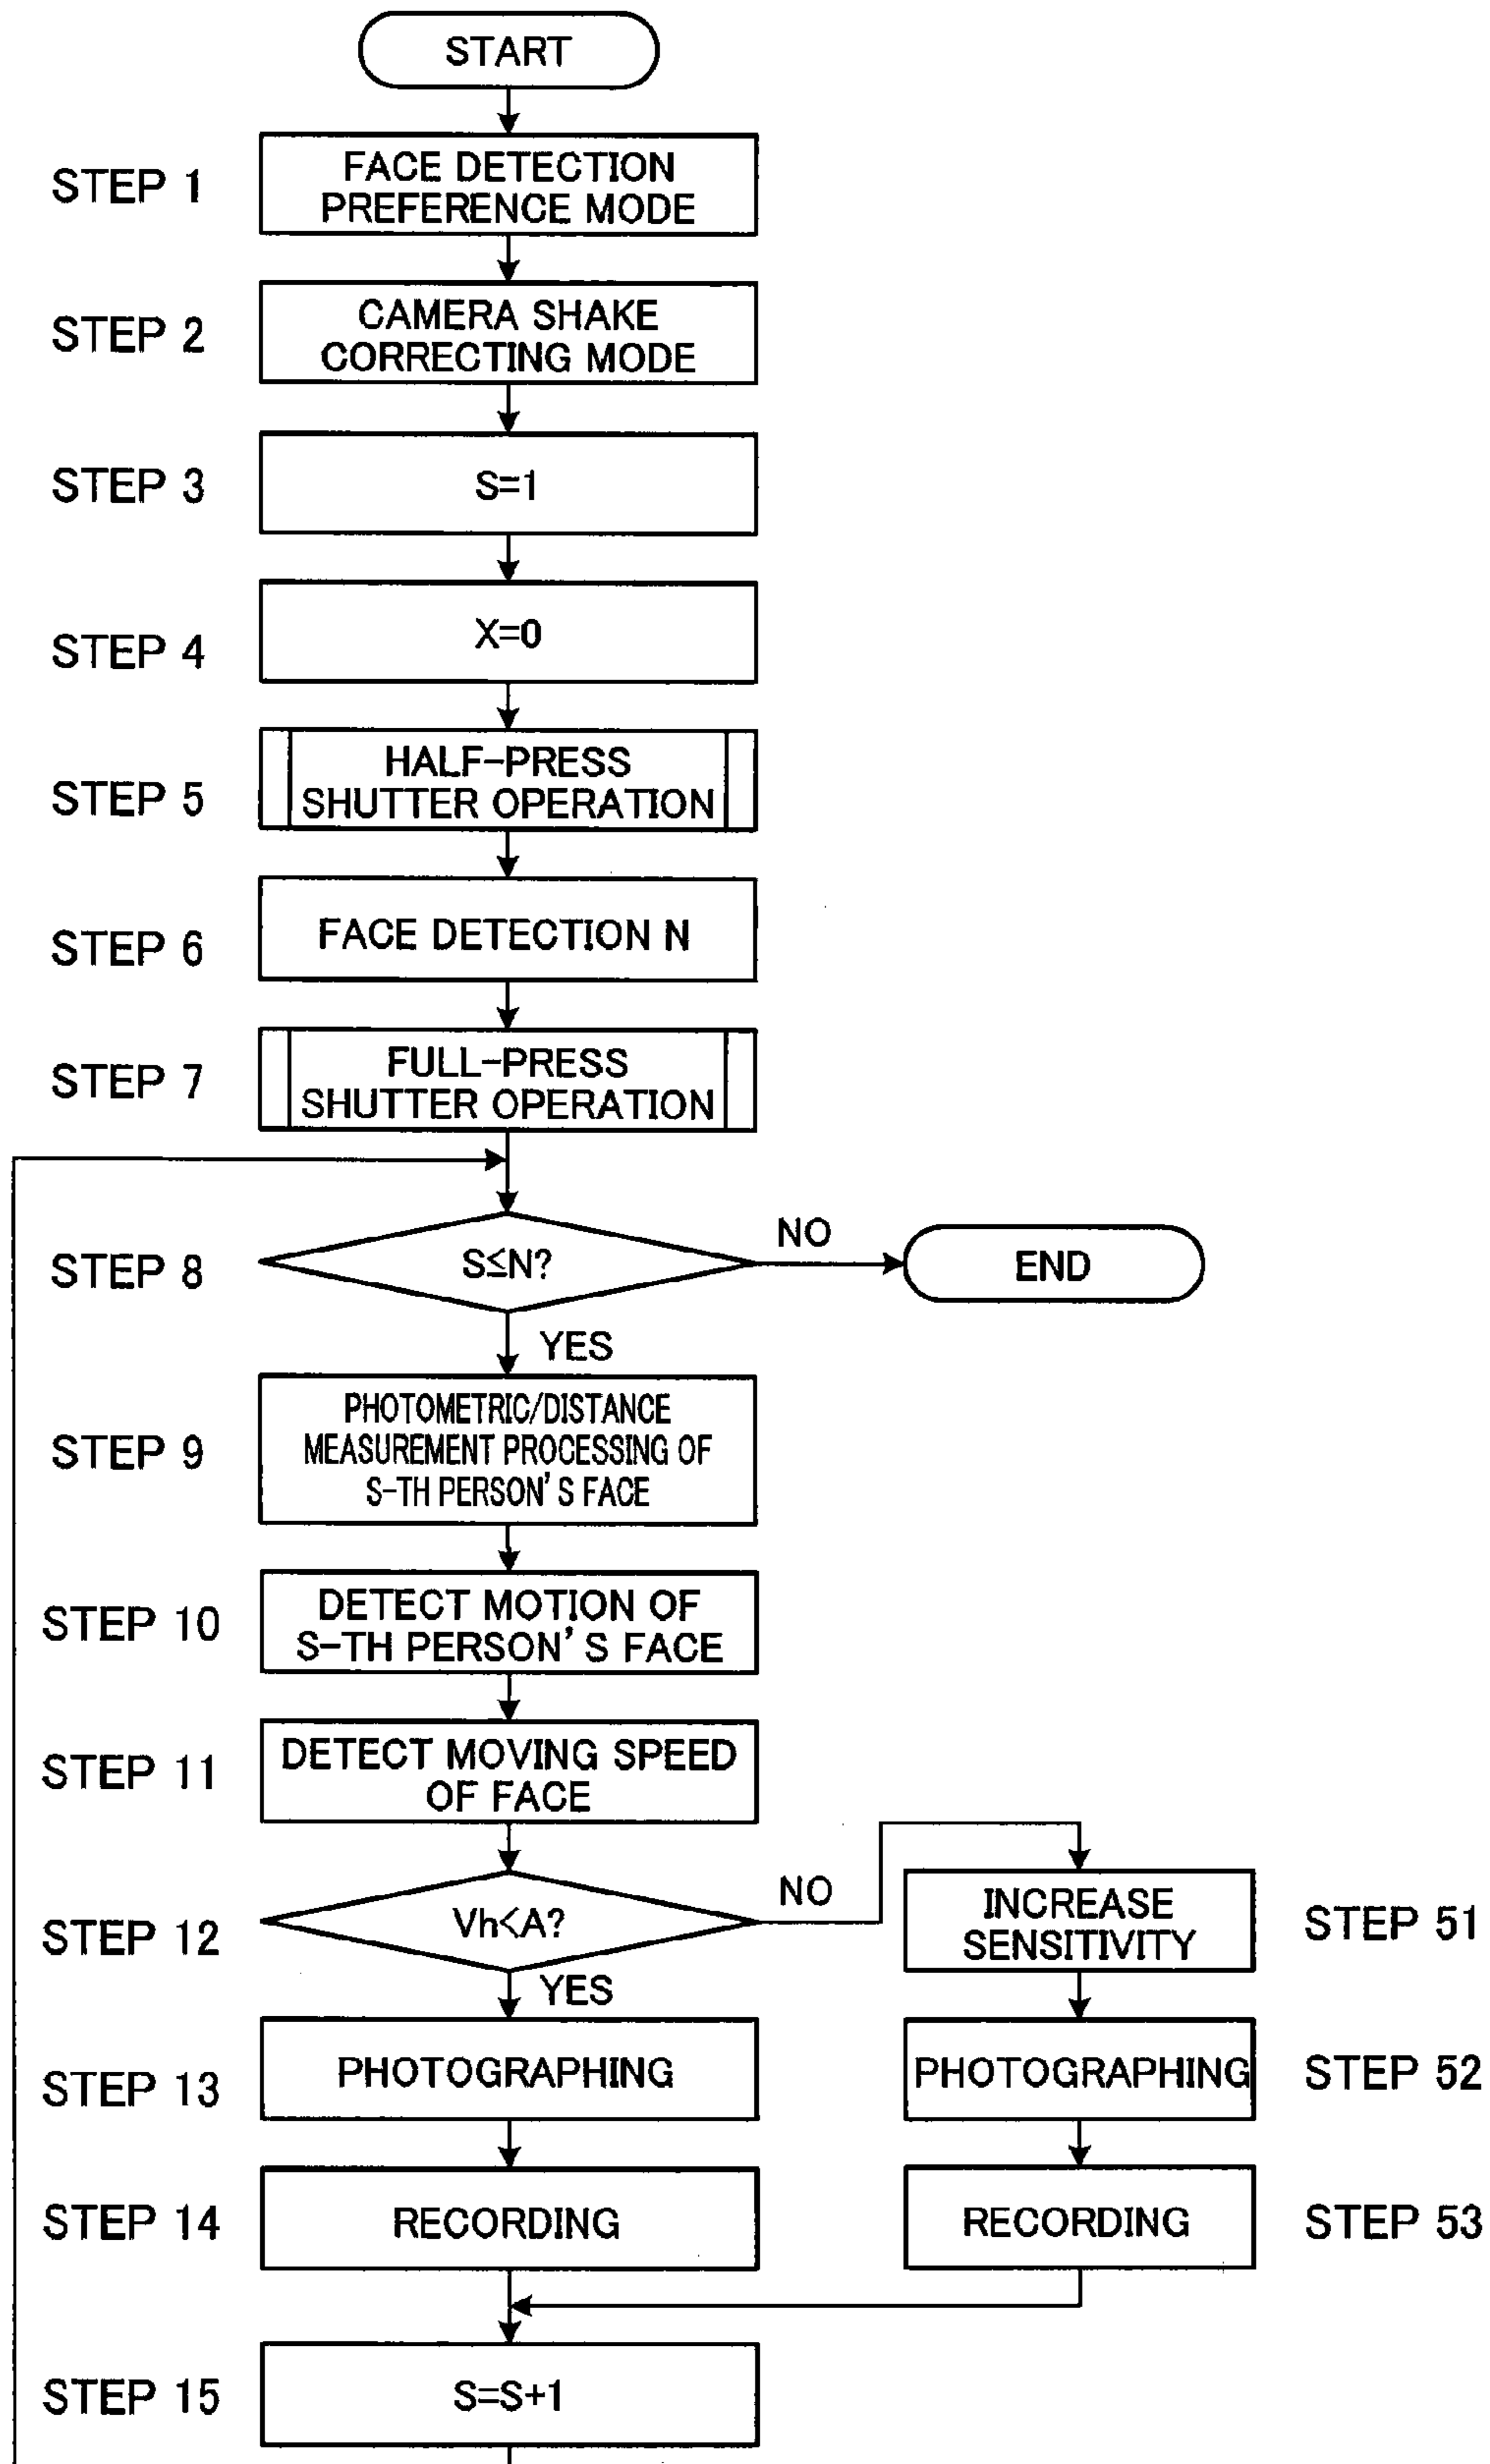 START
STEP 1
FACE DETECTION
PREFERENCE MODE
STEP 2
CAMERA SHAKE
CORRECTING MODE
STEP 3
S=1
STEP 4
X=0
STEP 5
HALF-PRESS
SHUTTER OPERATION
STEP 6
FACE DETECTION N
STEP 7
FULL-PRESS
SHUTTER OPERATION
STEP 8
S≦N?
NO
END
YES
STEP 9
PHOTOMETRIC/DISTANCE
MEASUREMENT PROCESSING OF
S-TH PERSON'S FACE
STEP 10
DETECT MOTION OF
S-TH PERSON'S FACE
STEP 11
DETECT MOVING SPEED
OF FACE
STEP 12
Vh<A?
NO
INCREASE
SENSITIVITY
STEP 51
YES
STEP 13
PHOTOGRAPHING
PHOTOGRAPHING
STEP 52
STEP 14
RECORDING
RECORDING
STEP 53
STEP 15
S=S+1